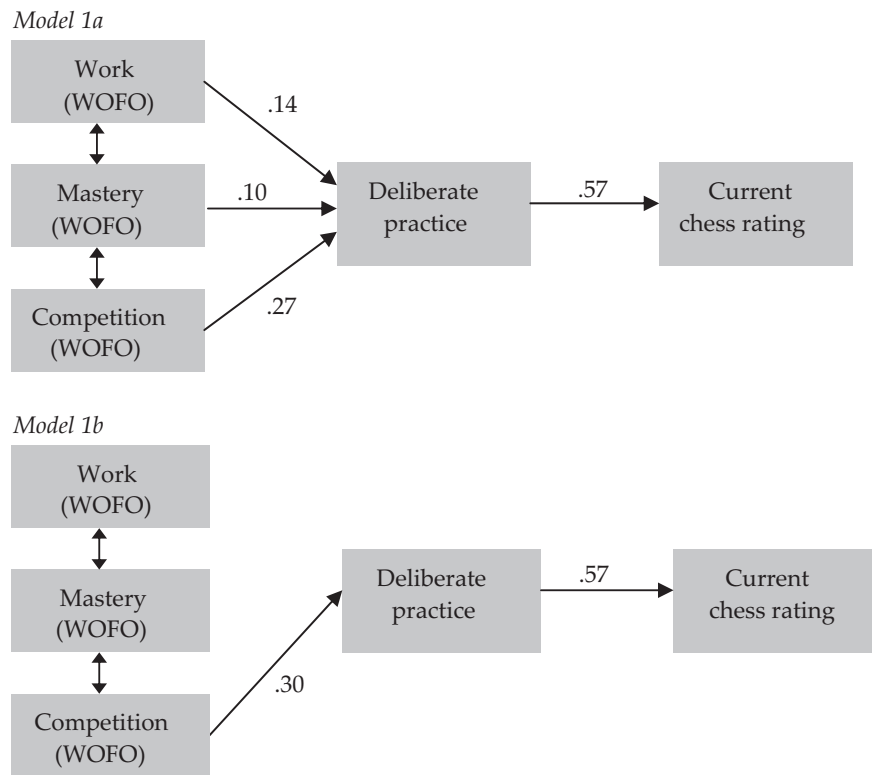 Model 1a
Work
(WOFO)
.14
Mastery
(WOFO)
.10
Deliberate
practice
.57
Current
chess rating
Competition
(WOFO)
.27
Model 1b
Work
(WOFO)
Mastery
(WOFO)
Deliberate
practice
.57
Current
chess rating
.30
Competition
(WOFO)